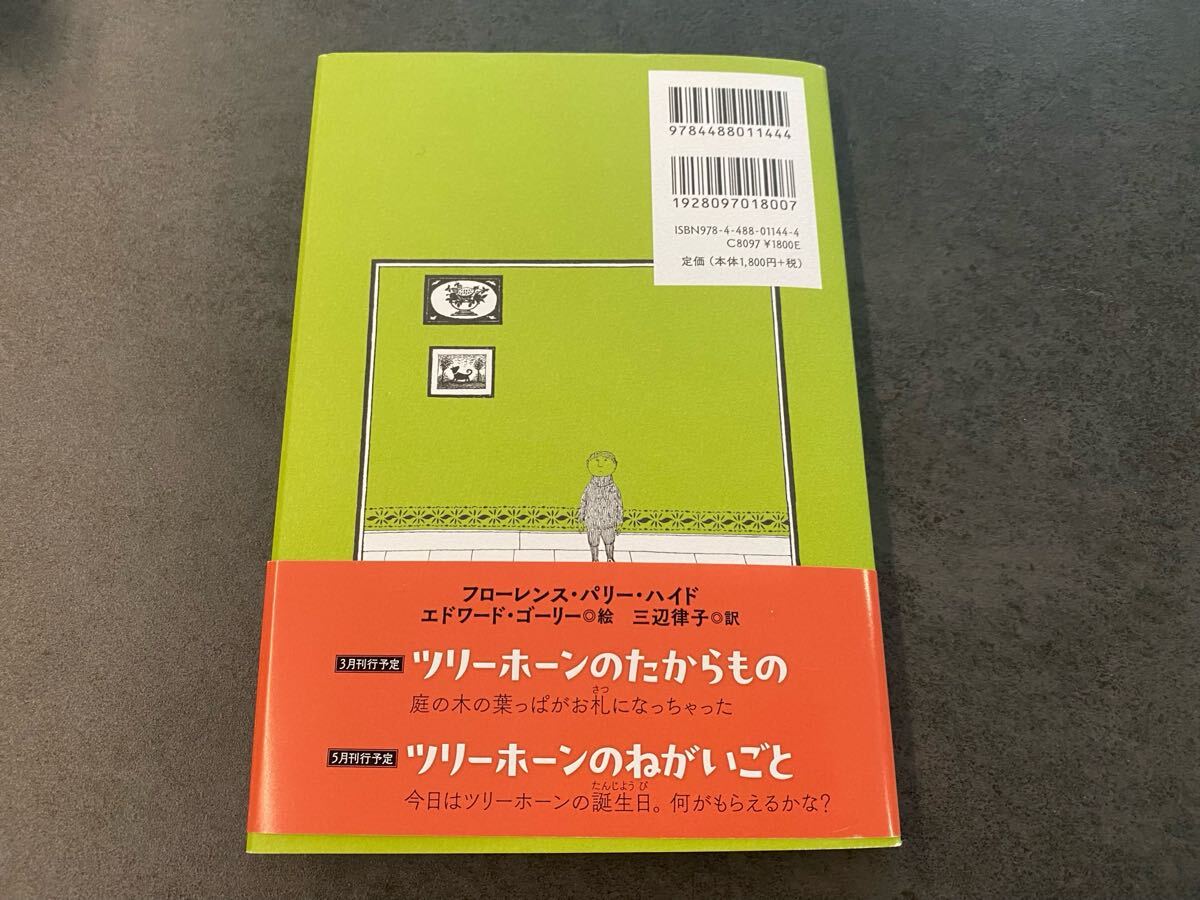 9784488011444
1928097018007
ISBN978-4-488-01144-4
C8097 ¥1800E
定価（本体1,800円+税）
フローレンス・パリー・ハイド
エドワード・ゴーリー◎絵　三辺律子◎訳
3月刊行予定 ツリーホーンのたからもの
さつ
庭の木の葉っぱがお札になっちゃった
5月刊行予定 ツリーホーンのねがいごと
たんじょうび
今日はツリーホーンの誕生日。何がもらえるかな？